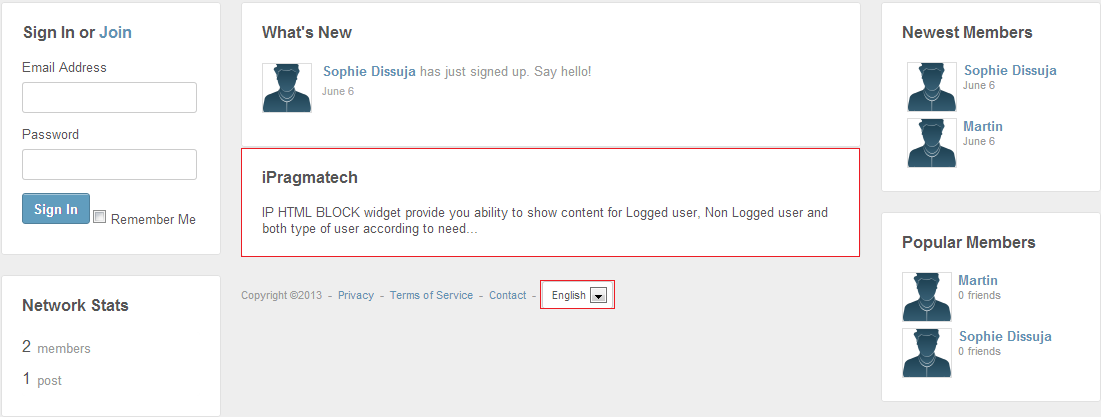 Sign In or Join
Email Address
Password
Sign In
Remember Me
Network Stats
2 members
1 post
What's New
Sophie Dissuja has just signed up. Say hello!
June 6
iPragmatech
IP HTML BLOCK widget provide you ability to show content for Logged user, Non Logged user and
both type of user according to need...
Copyright ©2013 - Privacy - Terms of Service - Contact - English
Newest Members
Sophie Dissuja
June 6
Martin
June 6
Popular Members
Martin
0 friends
Sophie Dissuja
0 friends